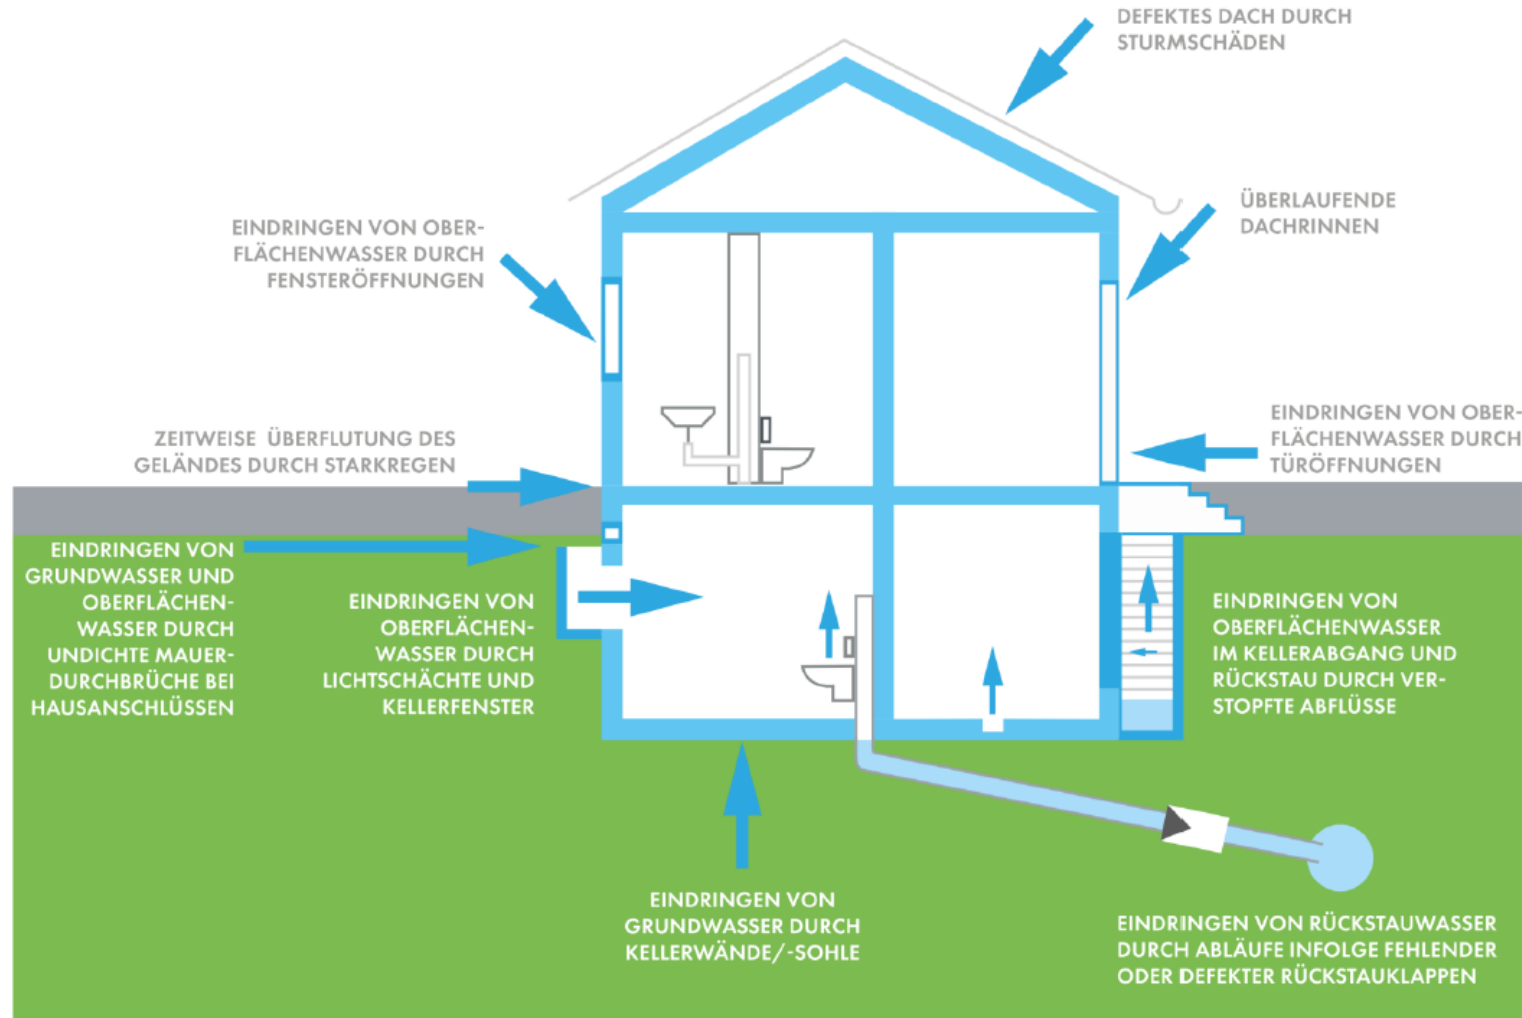 DEFEKTES DACH DURCH
STURMSCHÄDEN
ÜBERLAUFENDE
DACHRINNEN
EINDRINGEN VON OBER-
FLÄCHENWASSER DURCH
FENSTERÖFFNUNGEN
EINDRINGEN VON OBER-
FLÄCHENWASSER DURCH
TÜRÖFFNUNGEN
ZEITWEISE ÜBERFLUTUNG DES
GELÄNDES DURCH STARKREGEN
EINDRINGEN VON
GRUNDWASSER UND
OBERFLÄCHEN-
WASSER DURCH
UNDICHTE MAUER-
DURCHBRÜCHE BEI
HAUSANSCHLÜSSEN
EINDRINGEN VON
OBERFLÄCHEN-
WASSER DURCH
LICHTSCHÄCHTE UND
KELLERFENSTER
EINDRINGEN VON
OBERFLÄCHENWASSER
IM KELLERABGANG UND
RÜCKSTAU DURCH VER-
STOPFTE ABFLÜSSE
EINDRINGEN VON
GRUNDWASSER DURCH
KELLERWÄNDE/-SOHLE
EINDRINGEN VON RÜCKSTAUWASSER
DURCH ABLÄUFE INFOLGE FEHLENDER
ODER DEFEKTER RÜCKSTAUKLAPPEN